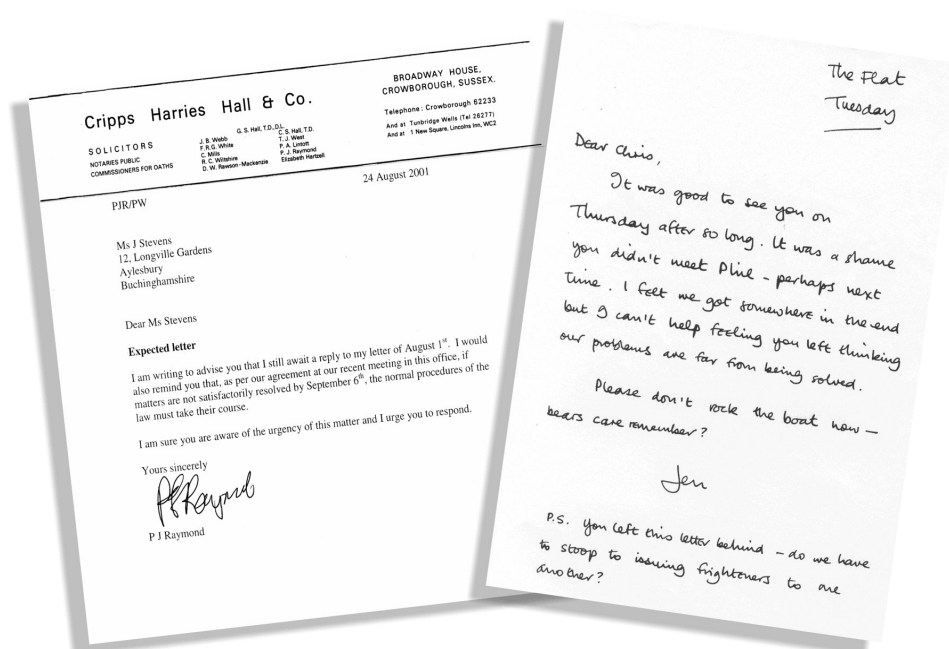 Cripps Harries Hall & Co.
SOLICITORS
NOTARIES PUBLIC
COMMISSIONERS FOR OATHS
G. S. Hall, T.D.,D.L.
J. B. Webb
F.R.G. White
C. Mills
R. C. Wiltshire
D. W. Rawson-Mackenzie
C. S. Hall, T.D.
T. J. West
P. A. Lintott
P. J. Raymond
Elizabeth Hartzell
BROADWAY HOUSE,
CROWBOROUGH, SUSSEX.
Telephone: Crowborough 62233
And at Tunbridge Wells (Tel 26277)
And at 1 New Square, Lincolns Inn, WC2
24 August 2001
PJR/PW
Ms J Stevens
12, Longville Gardens
Aylesbury
Buchinghamshire
Dear Ms Stevens
Expected letter
I am writing to advise you that I still await a reply to my letter of August 1st. I would
also remind you that, as per our agreement at our recent meeting in this office, if
matters are not satisfactorily resolved by September 6th, the normal procedures of the
law must take their course.
I am sure you are aware of the urgency of this matter and I urge you to respond.
Yours sincerely
PJRaymond
P J Raymond
The Flat
Tuesday
Dear Chris,
It was good to see you on
Thursday after so long. It was a shame
you didn't meet Phil - perhaps next
time. I felt we got somewhere in the end
but I can't help feeling you left thinking
our problems are far from being solved.
Please don't rock the boat now -
bears care remember?
Jen
P.S. You left this letter behind - do we have
to stoop to issuing frighteners to one
another?